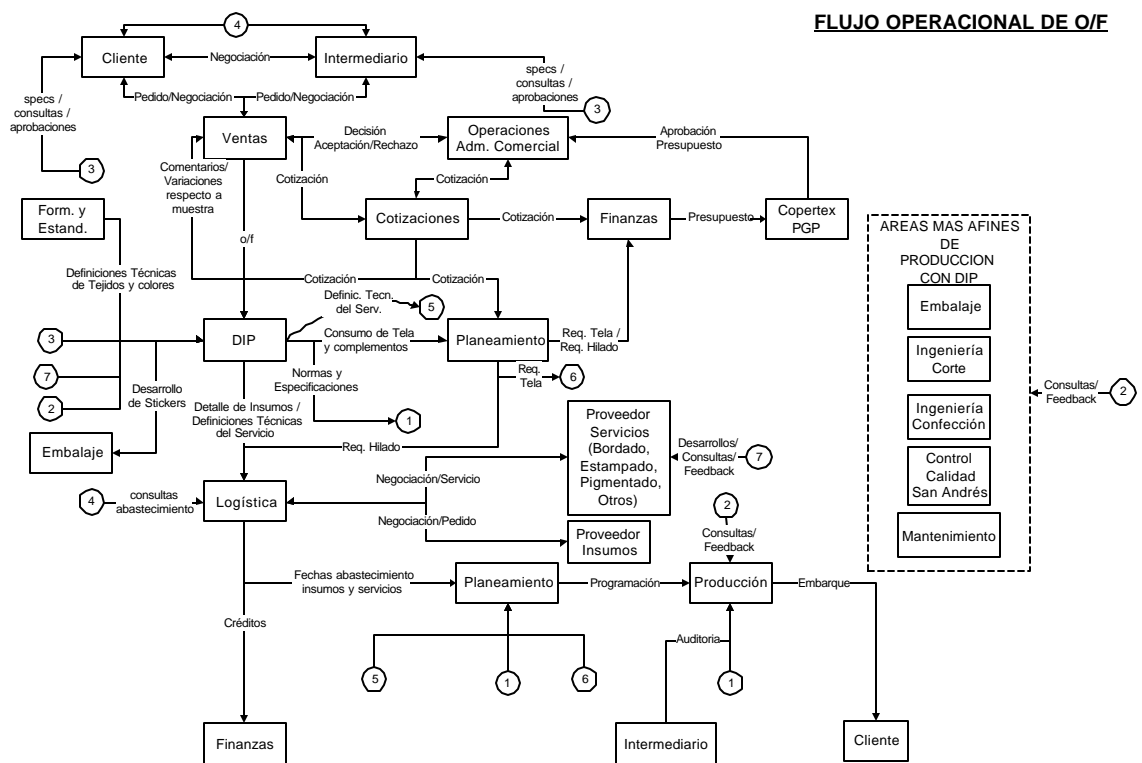 FLUJO OPERACIONAL DE O/F
4
Cliente
Negociación
Intermediario
specs /
consultas /
aprobaciones
3
specs /
consultas /
aprobaciones
3
Pedido/Negociación
Pedido/Negociación
Ventas
Decisión
Aceptación/Rechazo
Operaciones
Adm. Comercial
Aprobación
Presupuesto
Comentarios/
Variaciones
respecto a
muestra
Cotización
Cotización
Form. y
Estand.
Cotizaciones
Cotización
Finanzas
Presupuesto
Copertex
PGP
o/f
Definiciones Técnicas
de Tejidos y colores
Cotización
Cotización
Definic. Tecn.
del Serv.
5
3
DIP
Consumo de Tela
y complementos
Planeamiento
Req. Tela /
Req. Hilado
7
2
Desarrollo
de Stickers
Normas y
Especificaciones
Req.
Tela
6
Detalle de Insumos /
Definiciones Técnicas
del Servicio
1
Embalaje
Req. Hilado
Proveedor
Servicios
(Bordado,
Estampado,
Pigmentado,
Otros)
Desarrollos/
Consultas/
Feedback
7
Negociación/Servicio
4
consultas
abastecimiento
Logística
Negociación/Pedido
Proveedor
Insumos
2
Consultas/
Feedback
Fechas abastecimiento
insumos y servicios
Planeamiento
Programación
Producción
Embarque
Créditos
Auditoria
5
1
6
1
Finanzas
Intermediario
Cliente
AREAS MAS AFINES
DE
PRODUCCION
CON DIP
Embalaje
Ingeniería
Corte
Ingeniería
Confección
Control
Calidad
San Andrés
Mantenimiento
Consultas/
Feedback
2